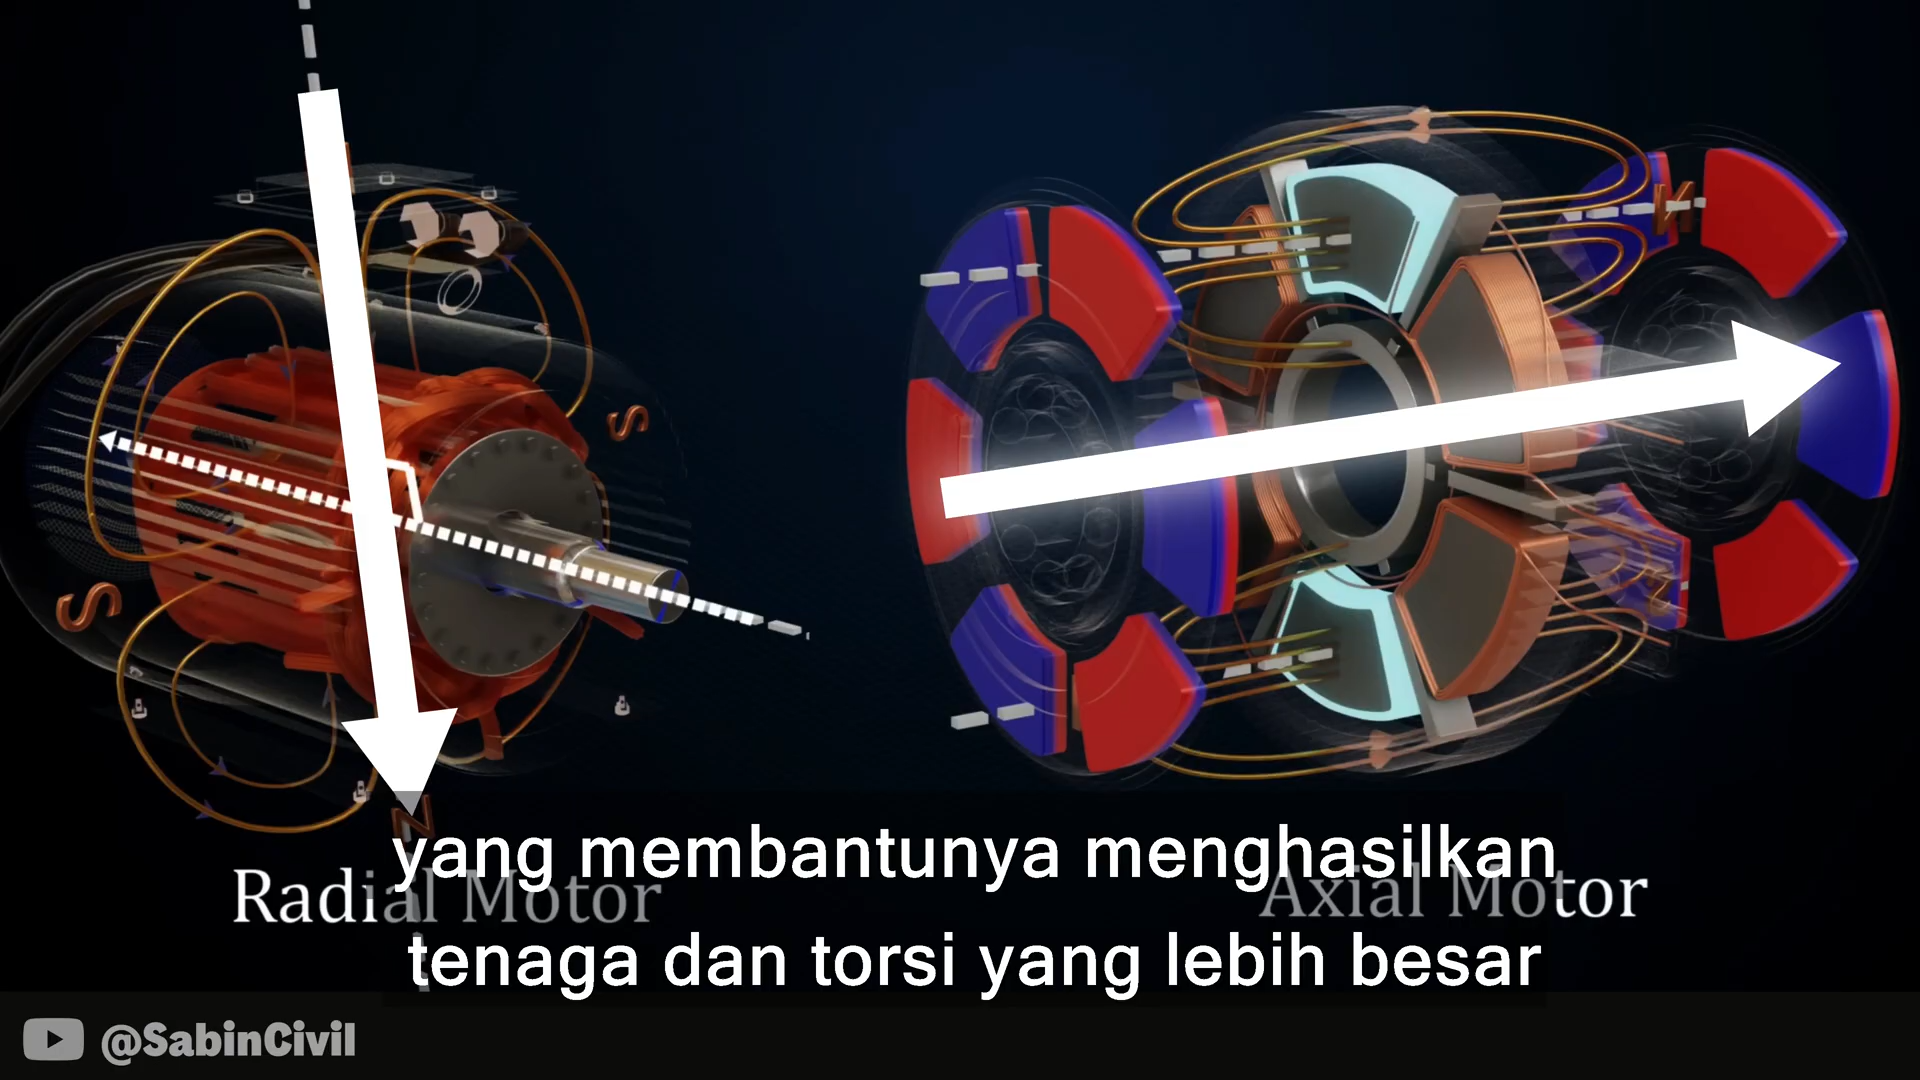 S
S
N
N
Z
Radial Motor
Axial Motor
yang membantunya menghasilkan
tenaga dan torsi yang lebih besar
@SabinCivil